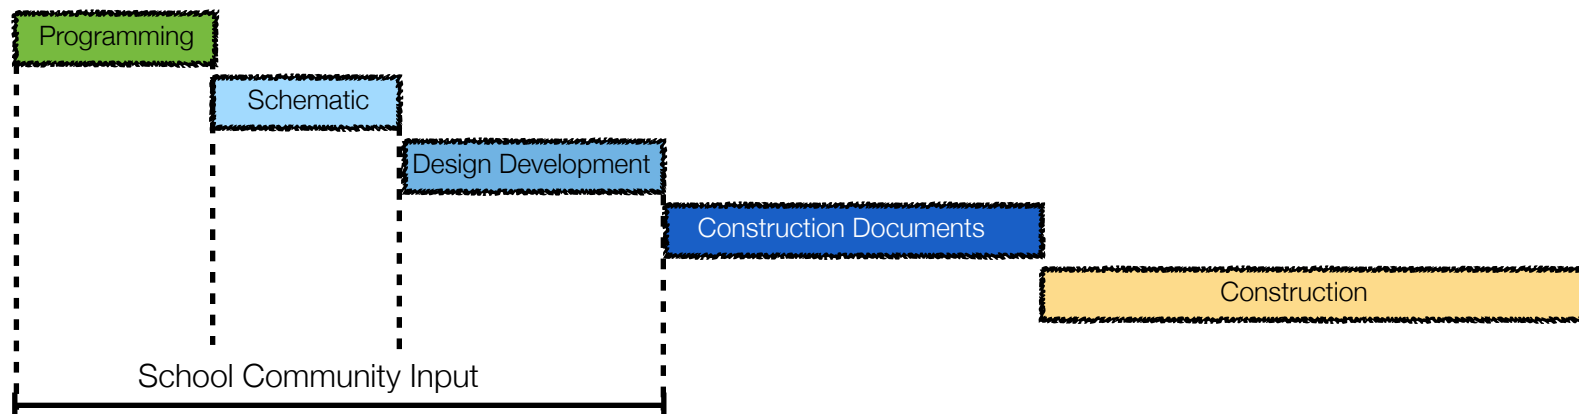 Programming
Schematic
Design Development
Construction Documents
Construction
School Community Input